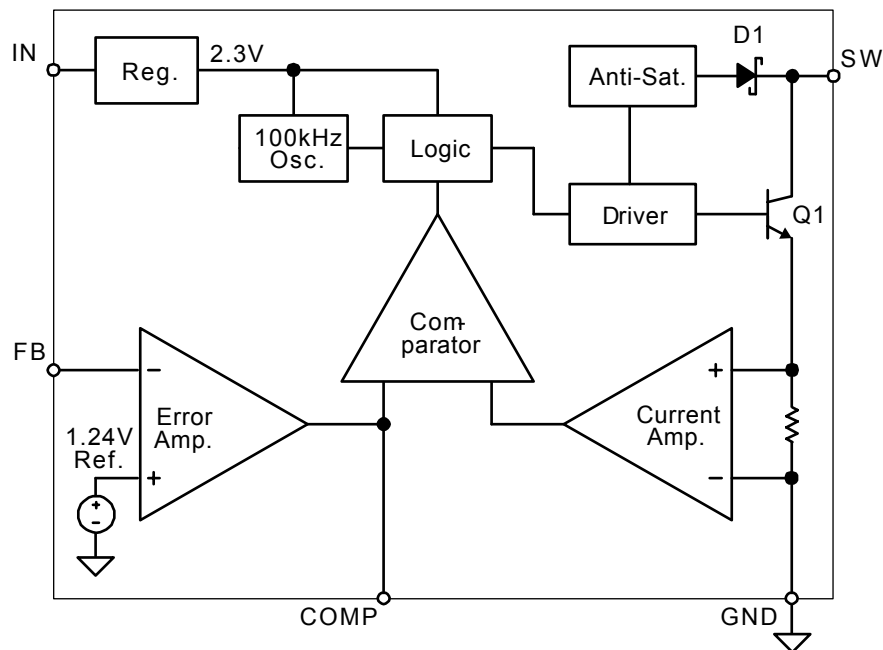 IN
Reg.
2.3V
D1
SW
Anti-Sat.
100kHz
Osc.
Logic
Driver
Q1
Com-
parator
FB
−
Error
Amp.
1.24V
Ref.
+
+
−
+
Current
Amp.
−
COMP
GND